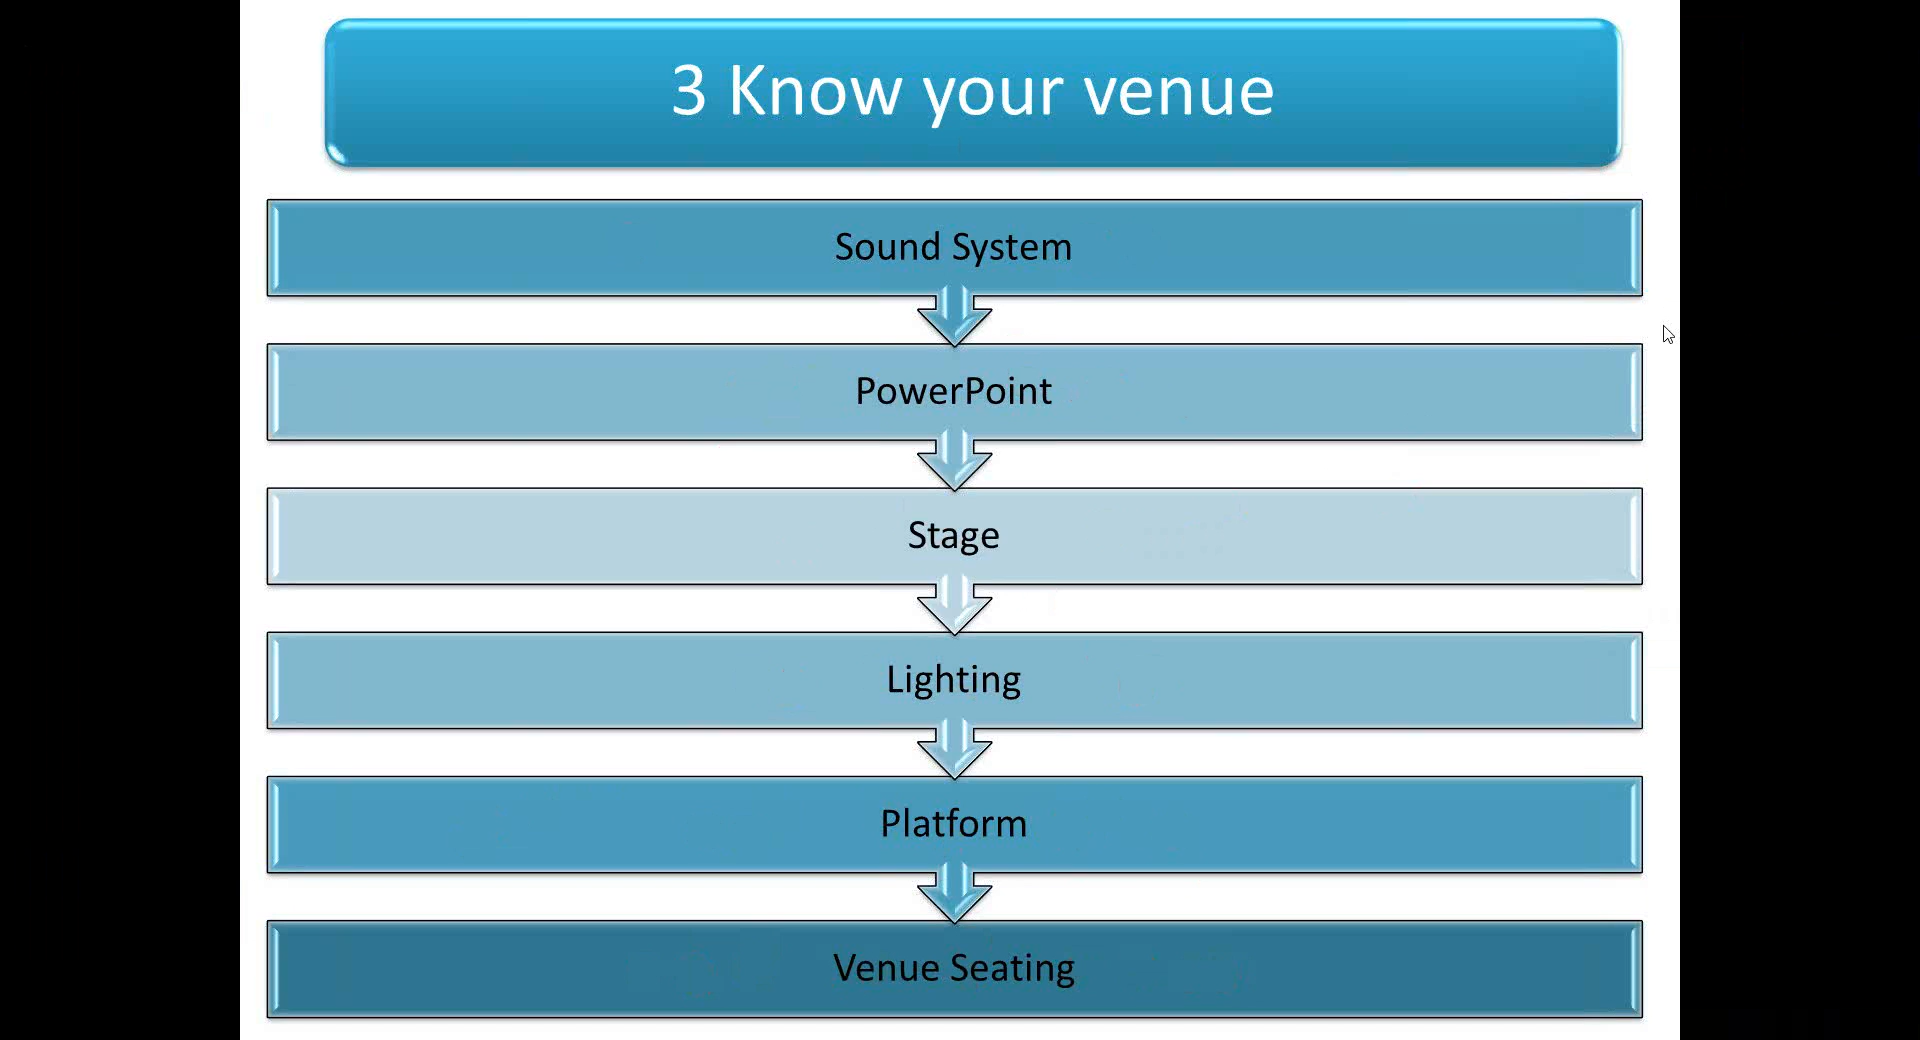 3 Know your venue
Sound System
PowerPoint
Stage
Lighting
Platform
Venue Seating